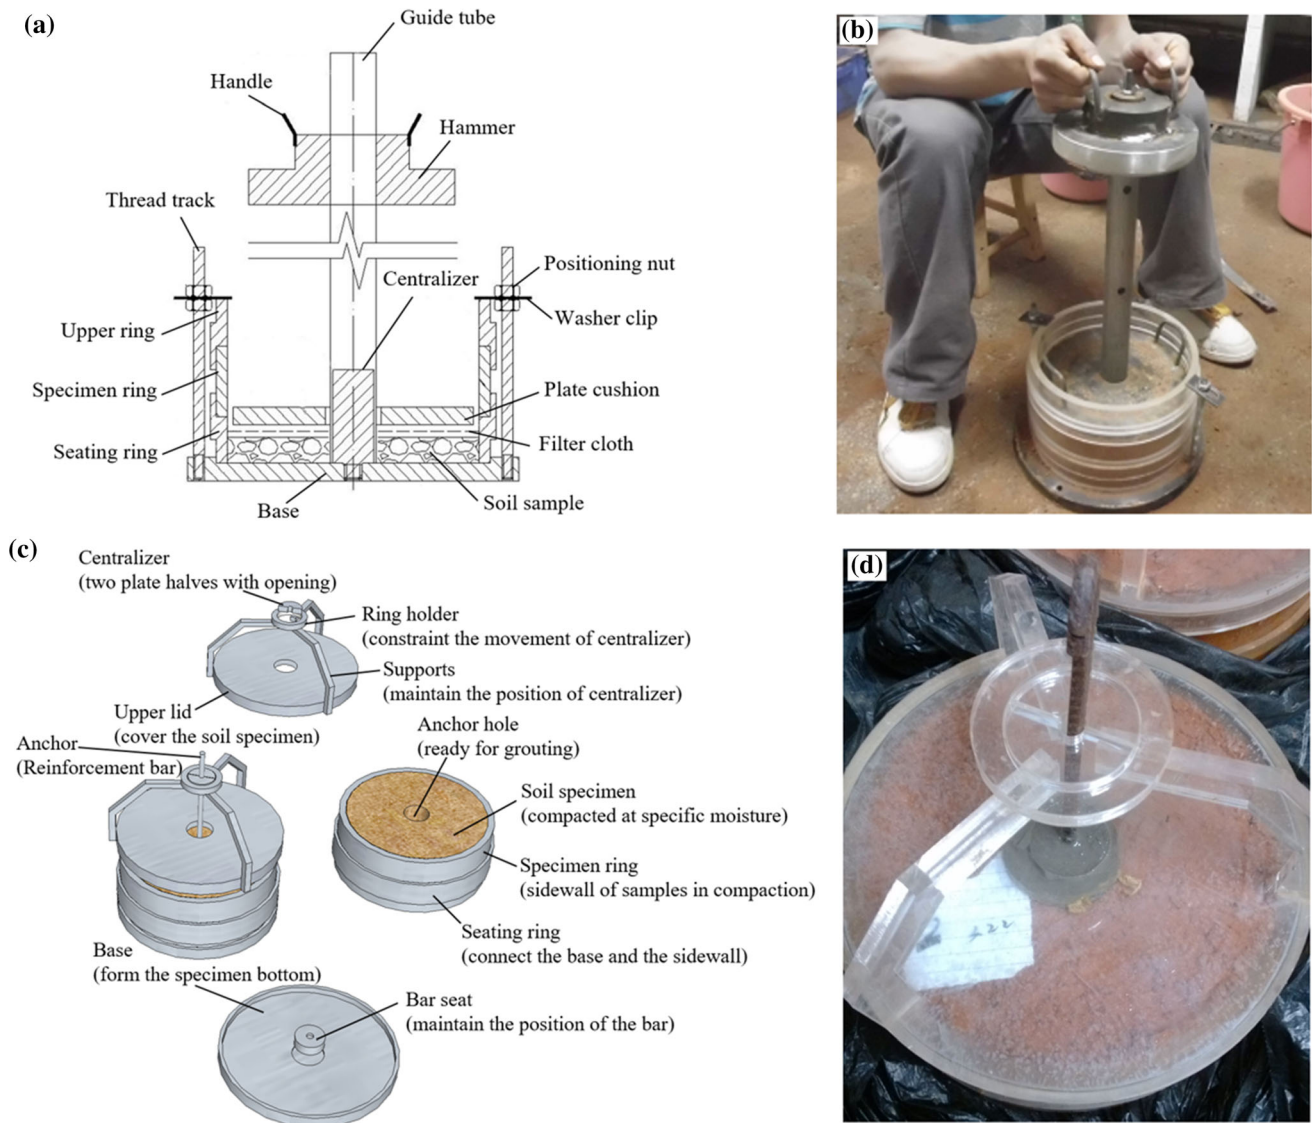 (a)
Guide tube
Handle
Hammer
Thread track
Centralizer
Positioning nut
Washer clip
Upper ring
Specimen ring
Plate cushion
Filter cloth
Seating ring
Soil sample
Base
(b)
(c)
Centralizer
(two plate halves with opening)
Ring holder
(constraint the movement of centralizer)
Supports
(maintain the position of centralizer)
Upper lid
(cover the soil specimen)
Anchor
(Reinforcement bar)
Anchor hole
(ready for grouting)
Soil specimen
(compacted at specific moisture)
Specimen ring
(sidewall of samples in compaction)
Seating ring
(connect the base and the sidewall)
Base
(form the specimen bottom)
Bar seat
(maintain the position of the bar)
(d)